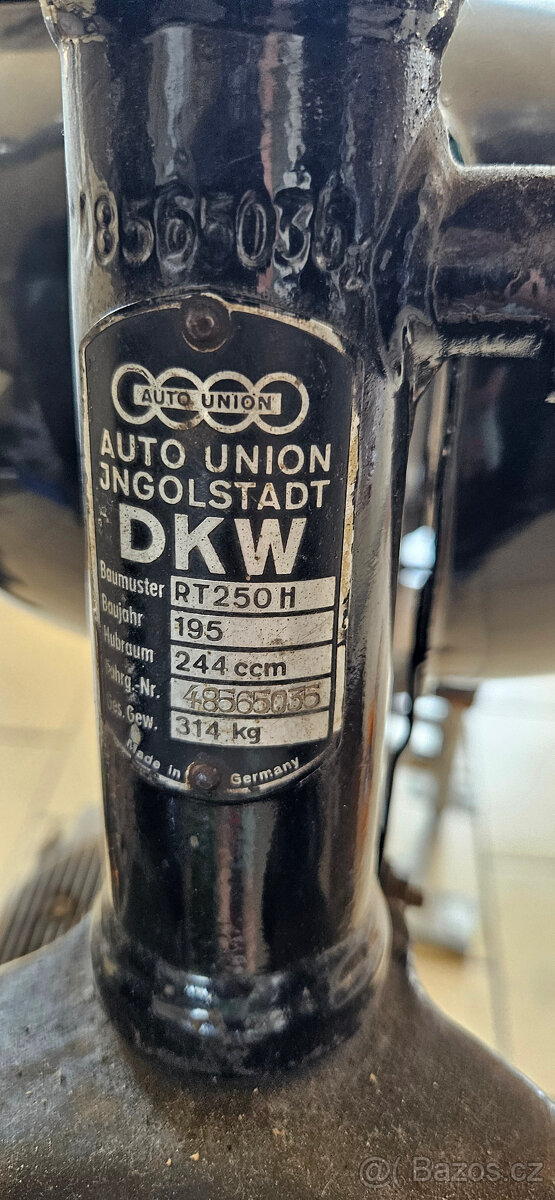 8565036
AUTO UNION
AUTO UNION
JNGOLSTADT
DKW
Baumuster RT250 H
Baujahr 195
Hubraum 244 ccm
Fahrg.-Nr. 48565035
Ges. Gew. 314 kg
Made in Germany
@ Bazos.cz